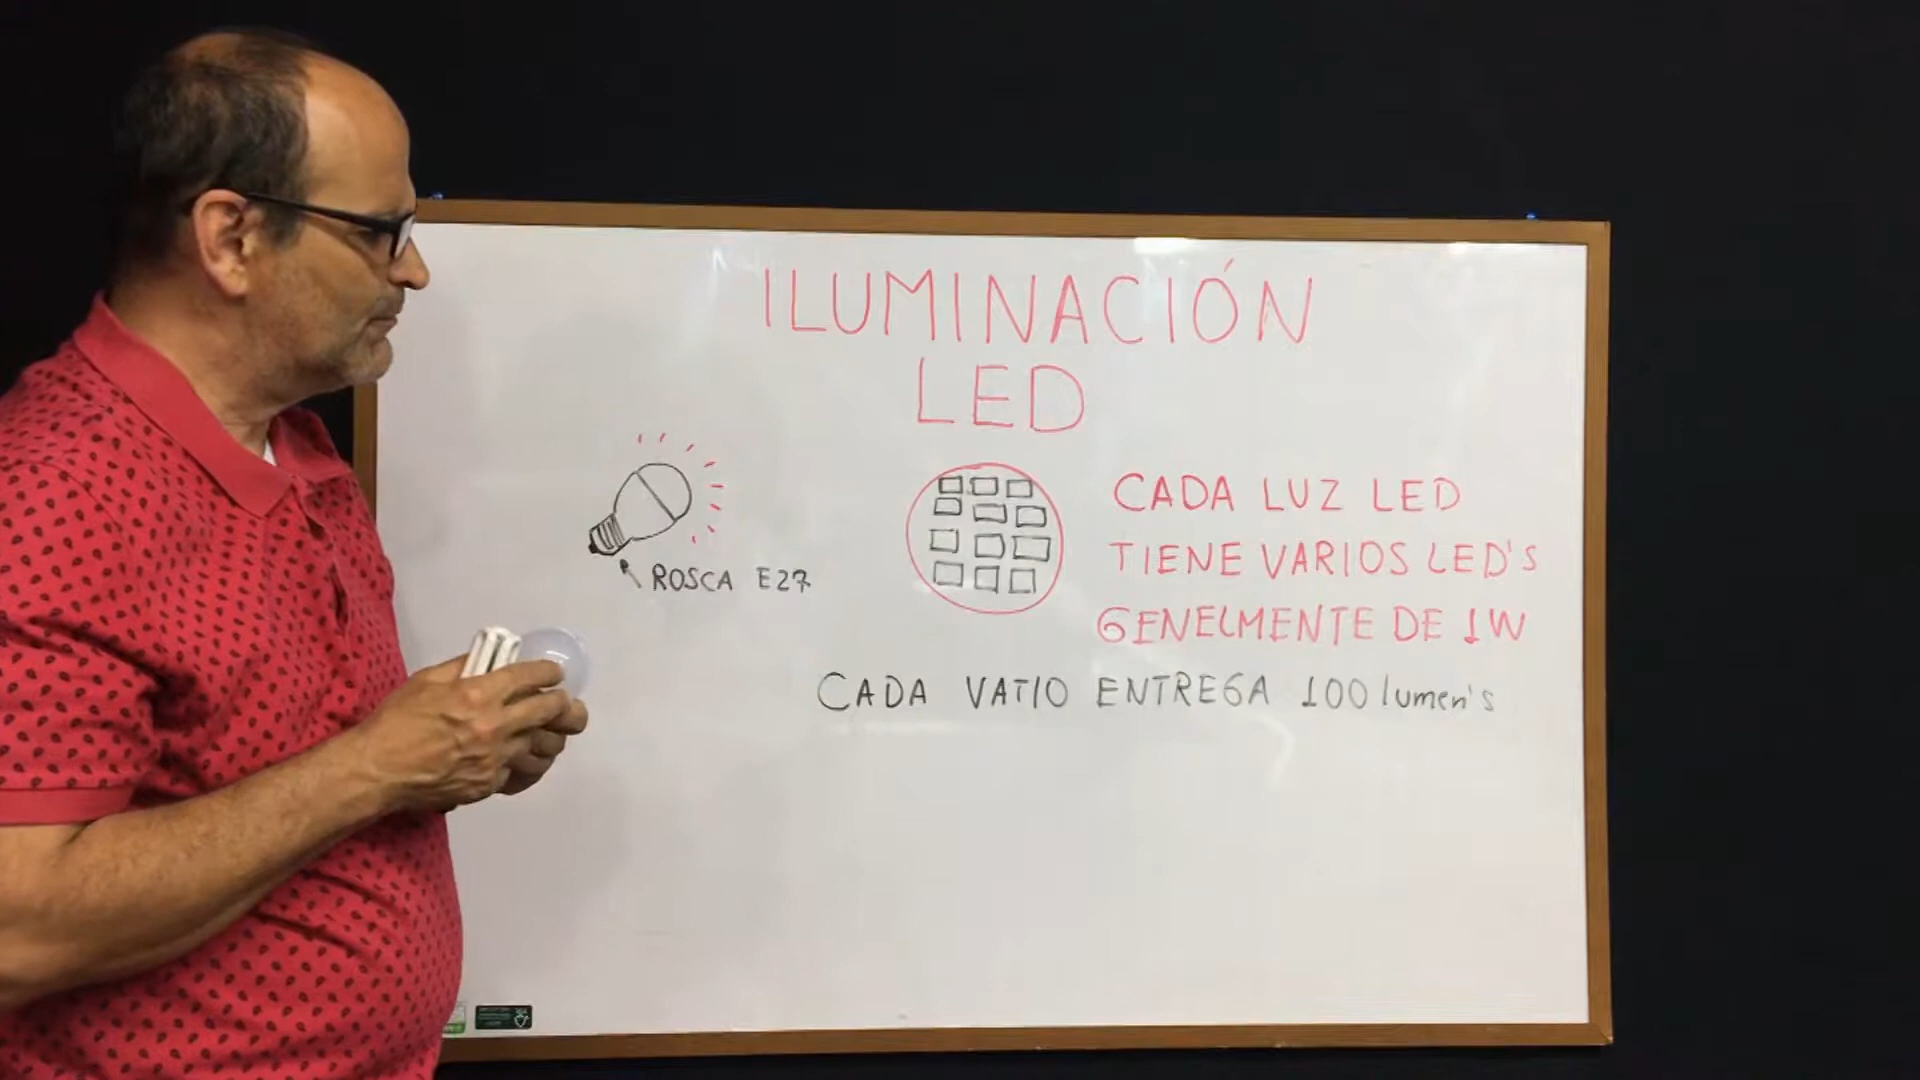 ILUMINACIÓN
LED
CADA LUZ LED
TIENE VARIOS LED'S
ROSCA E27
GENELMENTE DE 1W
CADA VATIO ENTREGA 100 lumen's